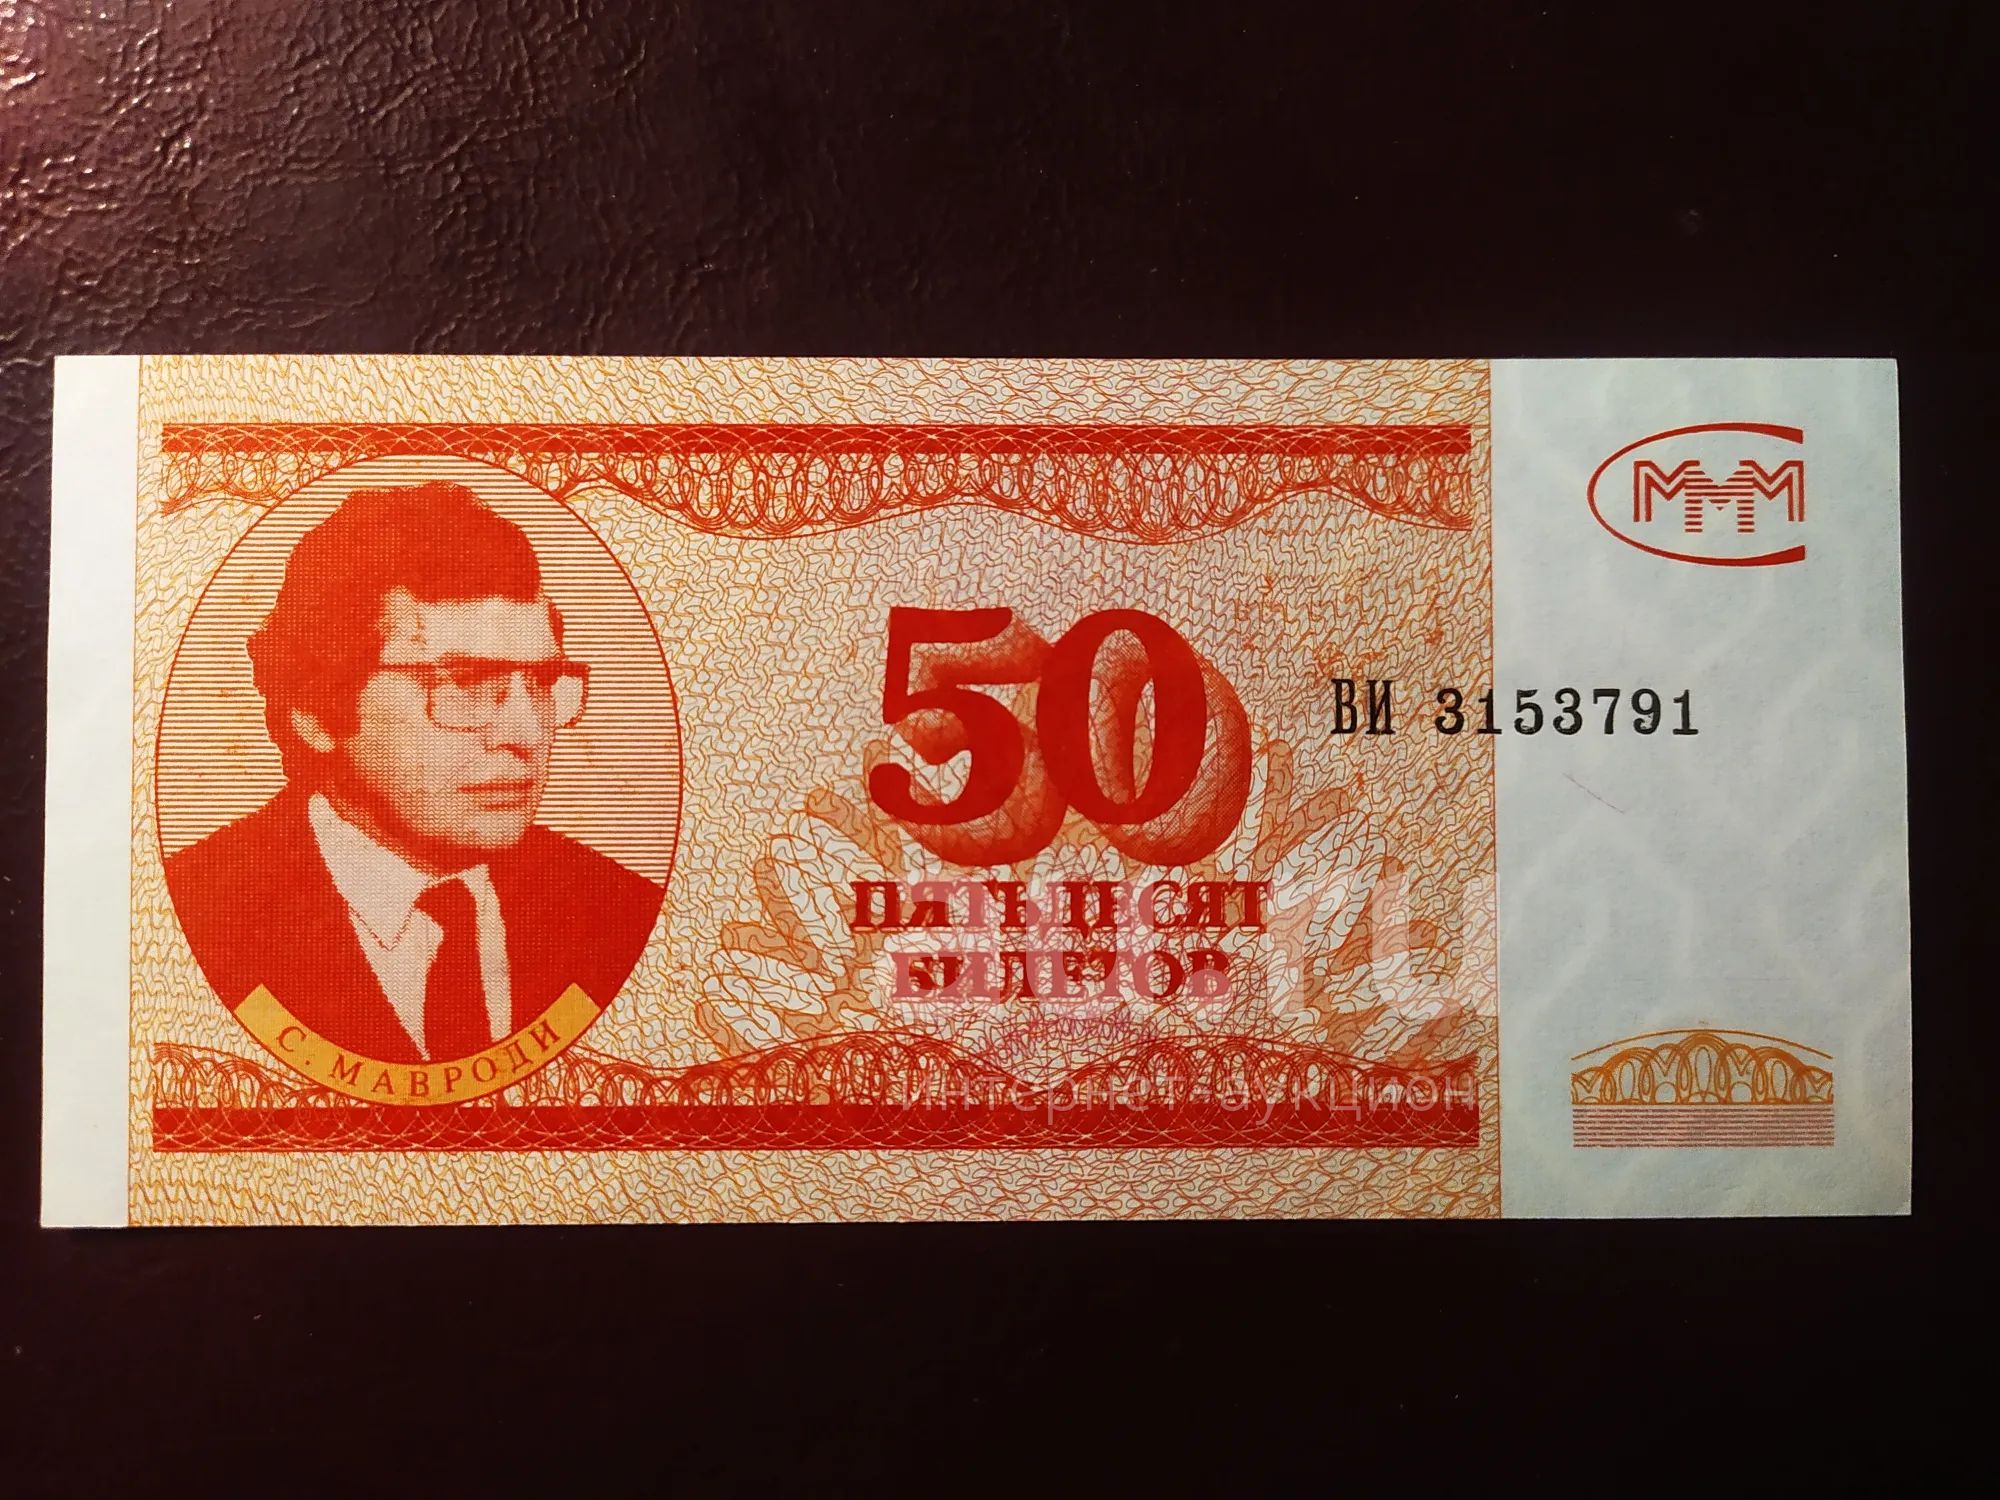 МММ
50
ВИ 3153791
ПЯТЬДЕСЯТ
БИЛЕТОВ
С. МАВРОДИ
интернет-аукцион